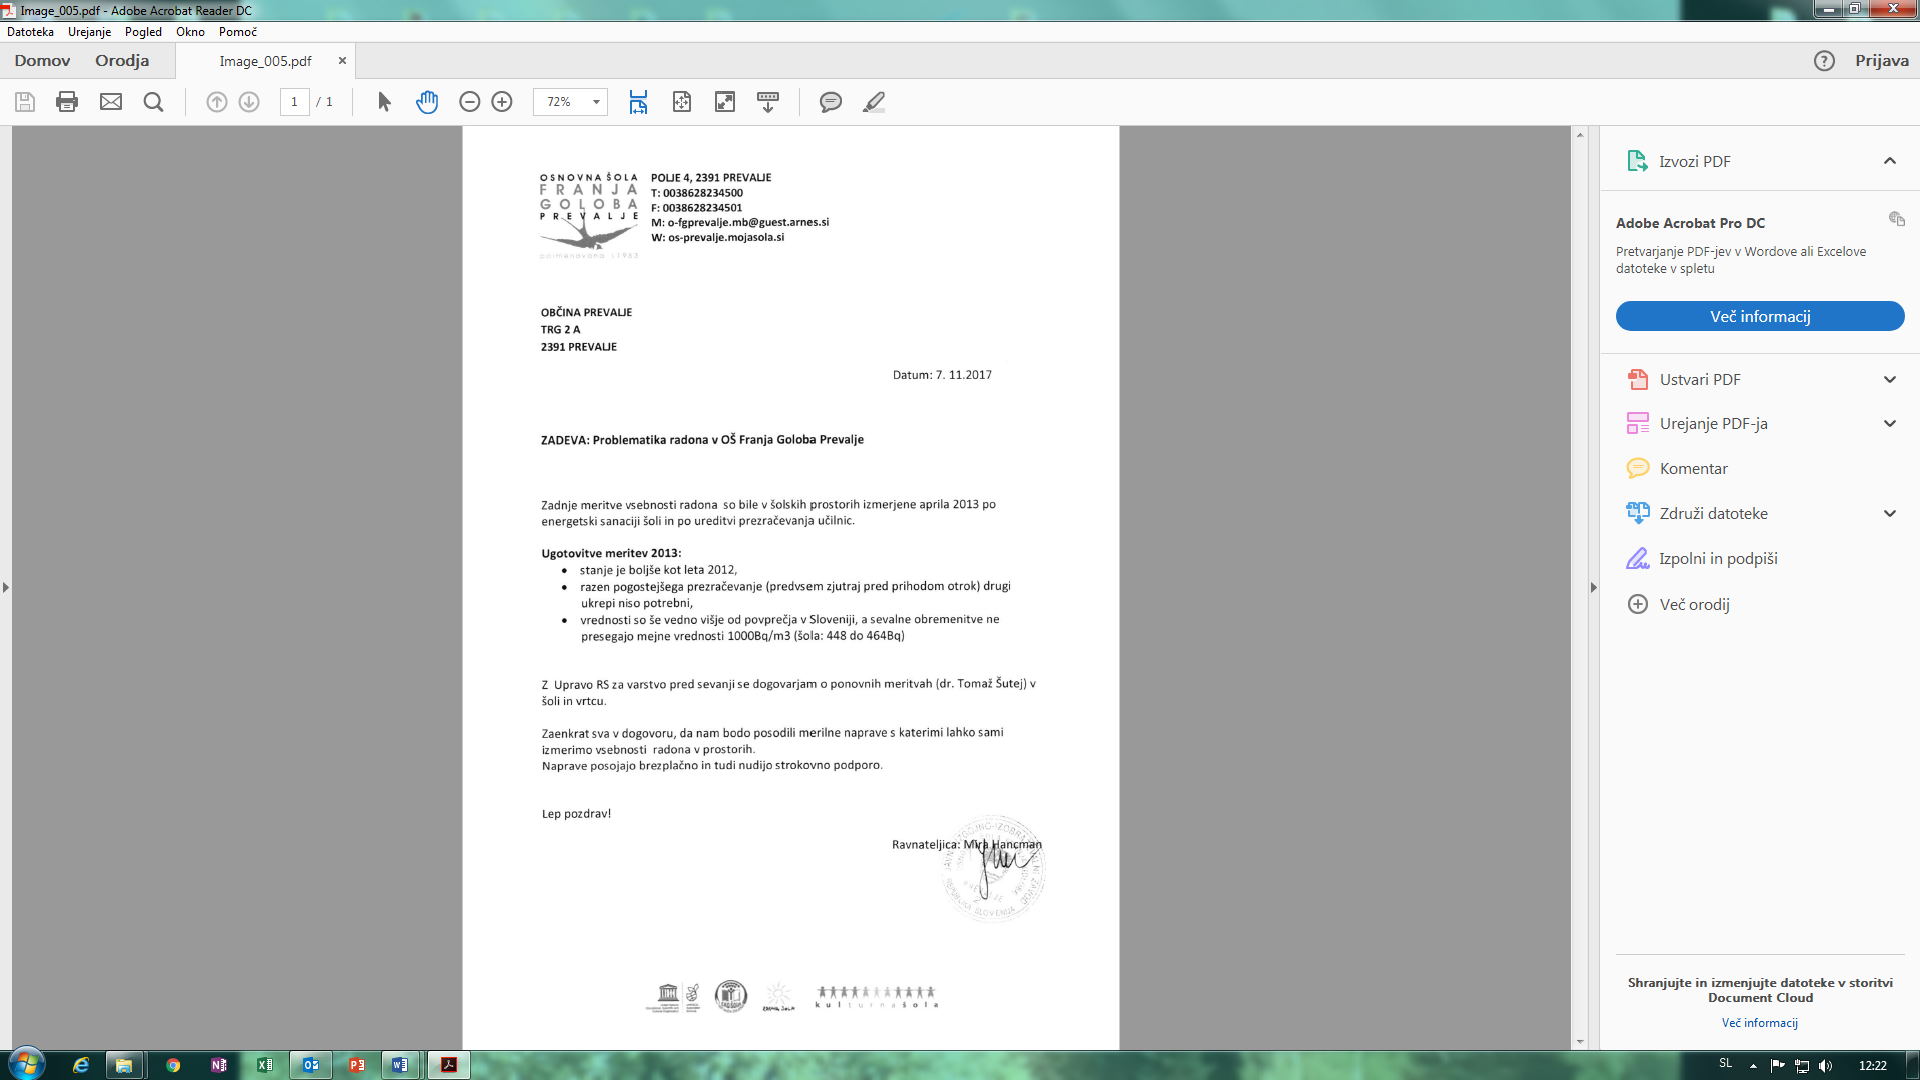 Image_005.pdf - Adobe Acrobat Reader DC
Datoteka Urejanje Pogled Okno Pomoč
Domov Orodja Image_005.pdf Prijava
1 / 1 72%
OSNOVNA ŠOLA
FRANJA
GOLOBA
PREVALJE
POLJE 4, 2391 PREVALJE
T: 0038628234500
F: 0038628234501
M: o-fgprevalje.mb@guest.arnes.si
W: os-prevalje.mojasola.si
OBČINA PREVALJE
TRG 2 A
2391 PREVALJE
Datum: 7. 11.2017
ZADEVA: Problematika radona v OŠ Franja Goloba Prevalje
Zadnje meritve vsebnosti radona so bile v šolskih prostorih izmerjene aprila 2013 po
energetski sanaciji šoli in po ureditvi prezračevanja učilnic.
Ugotovitve meritev 2013:
• stanje je boljše kot leta 2012,
• razen pogostejšega prezračevanje (predvsem zjutraj pred prihodom otrok) drugi
ukrepi niso potrebni,
• vrednosti so še vedno višje od povprečja v Sloveniji, a sevalne obremenitve ne
presegajo mejne vrednosti 1000Bq/m3 (šola: 448 do 464Bq)
Z Upravo RS za varstvo pred sevanji se dogovarjam o ponovnih meritvah (dr. Tomaž Šutej) v
šoli in vrtcu.
Zaenkrat sva v dogovoru, da nam bodo posodili merilne naprave s katerimi lahko sami
izmerimo vsebnosti radona v prostorih.
Naprave posojajo brezplačno in tudi nudijo strokovno podporo.
Lep pozdrav!
Ravnateljica: Mira Hancman
REPUBLIKA SLOVENIJA
kulturna šola
Izvozi PDF
Adobe Acrobat Pro DC
Pretvarjanje PDF-jev v Wordove ali Excelove
datoteke v spletu
Več informacij
Ustvari PDF
Urejanje PDF-ja
Komentar
Združi datoteke
Izpolni in podpiši
Več orodij
Shranjujte in izmenjujte datoteke v storitvi
Document Cloud
Več informacij
SL 12:22